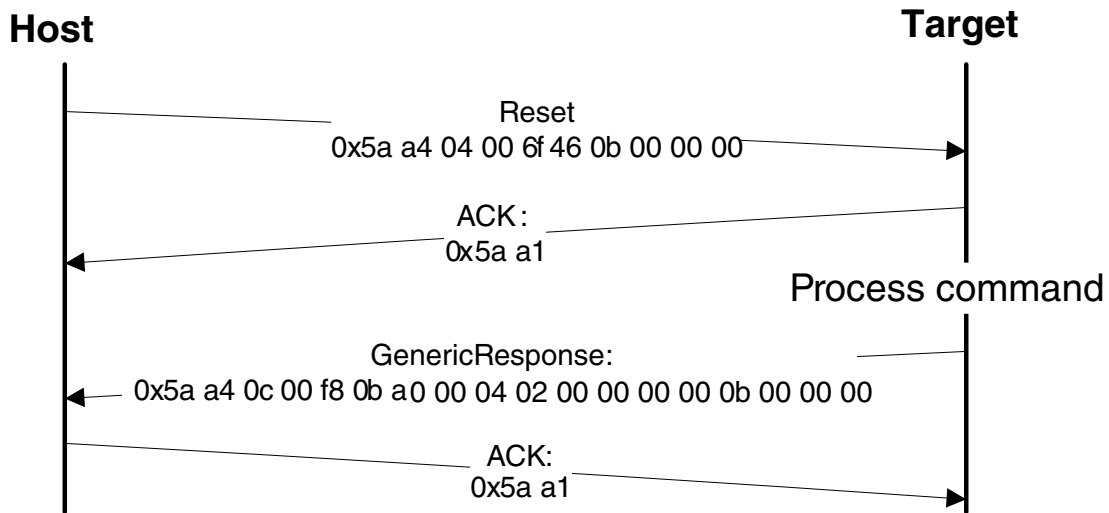 Host
Target
Reset
0x5a a4 04 00 6f 46 0b 00 00 00
ACK:
0x5a a1
Process command
GenericResponse:
0x5a a4 0c 00 f8 0b a0 00 04 02 00 00 00 00 0b 00 00 00
ACK:
0x5a a1